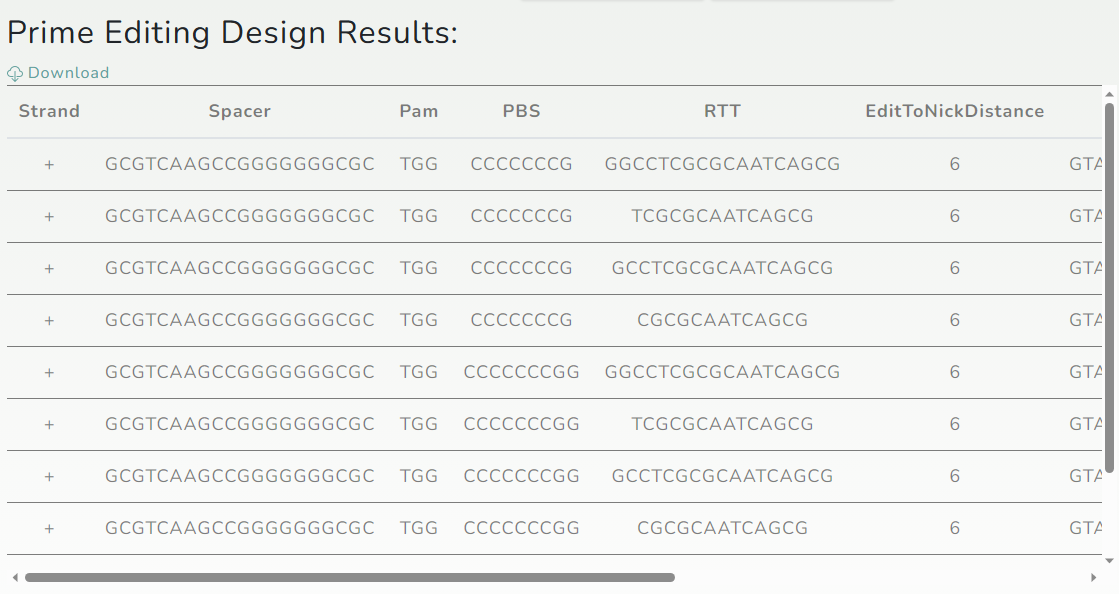 Prime Editing Design Results:
Download
Strand Spacer Pam PBS RTT EditToNickDistance
+ GCGTCAAGCCGGGGGGGCGC TGG CCCCCCCG GGCCTCGCGCAATCAGCG 6 GTA
+ GCGTCAAGCCGGGGGGGCGC TGG CCCCCCCG TCGCGCAATCAGCG 6 GTA
+ GCGTCAAGCCGGGGGGGCGC TGG CCCCCCCG GCCTCGCGCAATCAGCG 6 GTA
+ GCGTCAAGCCGGGGGGGCGC TGG CCCCCCCG CGCGCAATCAGCG 6 GTA
+ GCGTCAAGCCGGGGGGGCGC TGG CCCCCCCGG GGCCTCGCGCAATCAGCG 6 GTA
+ GCGTCAAGCCGGGGGGGCGC TGG CCCCCCCGG TCGCGCAATCAGCG 6 GTA
+ GCGTCAAGCCGGGGGGGCGC TGG CCCCCCCGG GCCTCGCGCAATCAGCG 6 GTA
+ GCGTCAAGCCGGGGGGGCGC TGG CCCCCCCGG CGCGCAATCAGCG 6 GTA